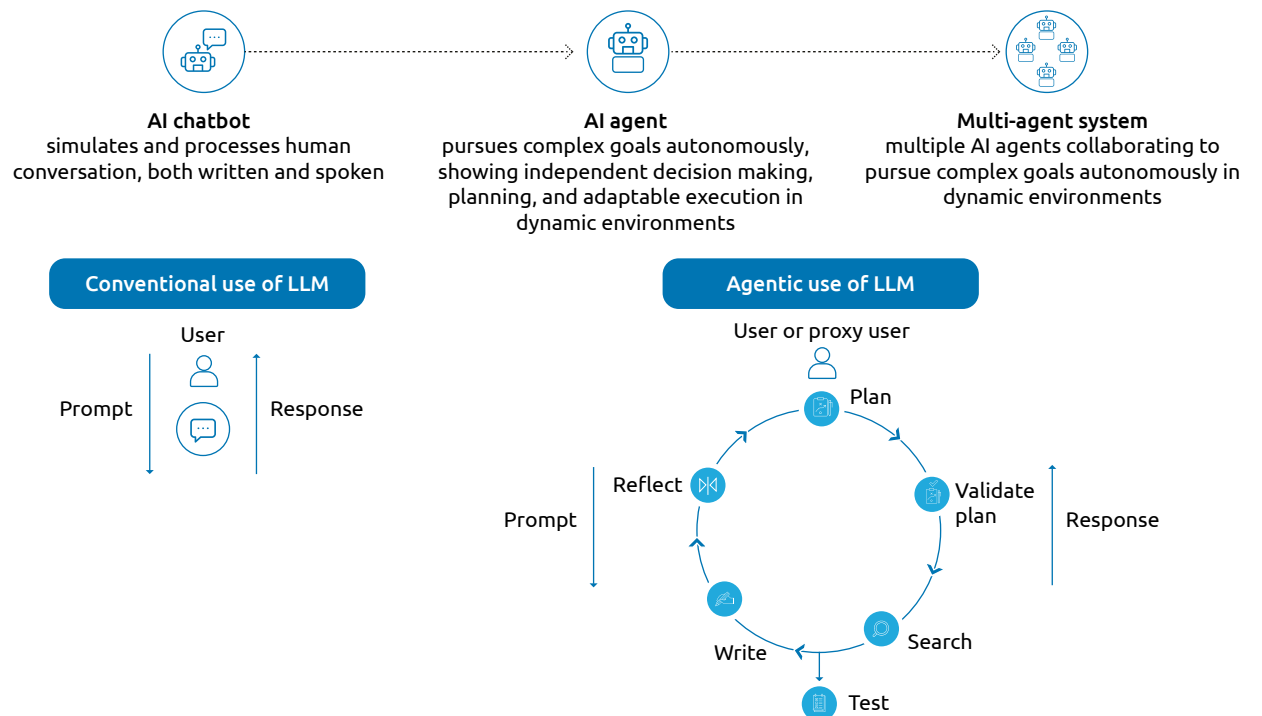 AI chatbot
simulates and processes human
conversation, both written and spoken
AI agent
pursues complex goals autonomously,
showing independent decision making,
planning, and adaptable execution in
dynamic environments
Multi-agent system
multiple AI agents collaborating to
pursue complex goals autonomously in
dynamic environments
Conventional use of LLM
User
Prompt
Response
Agentic use of LLM
User or proxy user
Plan
Reflect
Validate
plan
Prompt
Response
Search
Write
Test